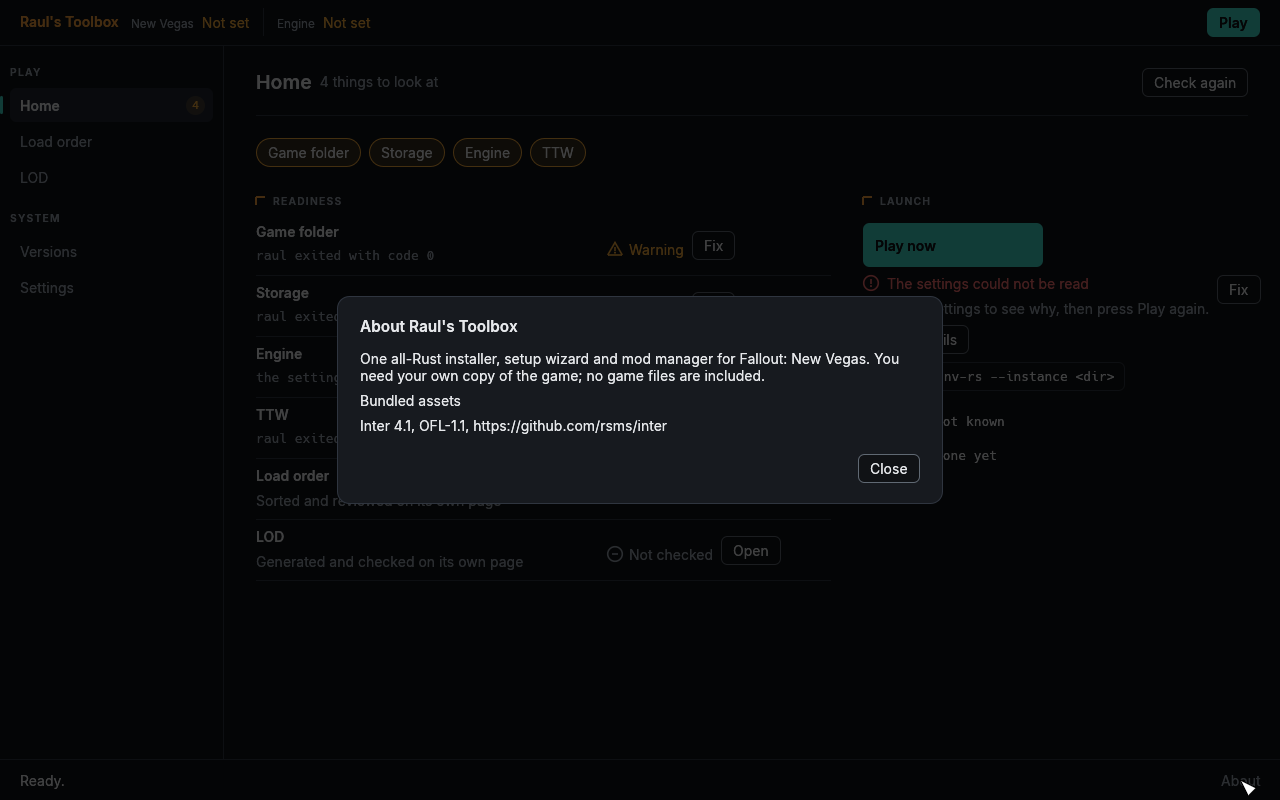 Raul's Toolbox New Vegas Not set Engine Not set Play
PLAY
Home 4
Load order
LOD
SYSTEM
Versions
Settings
Home 4 things to look at Check again
Game folder Storage Engine TTW
READINESS
Game folder
raul exited with code 0
Warning Fix
Storage
raul exited
Engine
the setting
TTW
raul exited
Load order
Sorted and reviewed on its own page
LOD
Generated and checked on its own page
Not checked Open
LAUNCH
Play now
The settings could not be read
ttings to see why, then press Play again.
Fix
ils
nv-rs --instance <dir>
ot known
one yet
About Raul's Toolbox
One all-Rust installer, setup wizard and mod manager for Fallout: New Vegas. You
need your own copy of the game; no game files are included.
Bundled assets
Inter 4.1, OFL-1.1, https://github.com/rsms/inter
Close
Ready. About